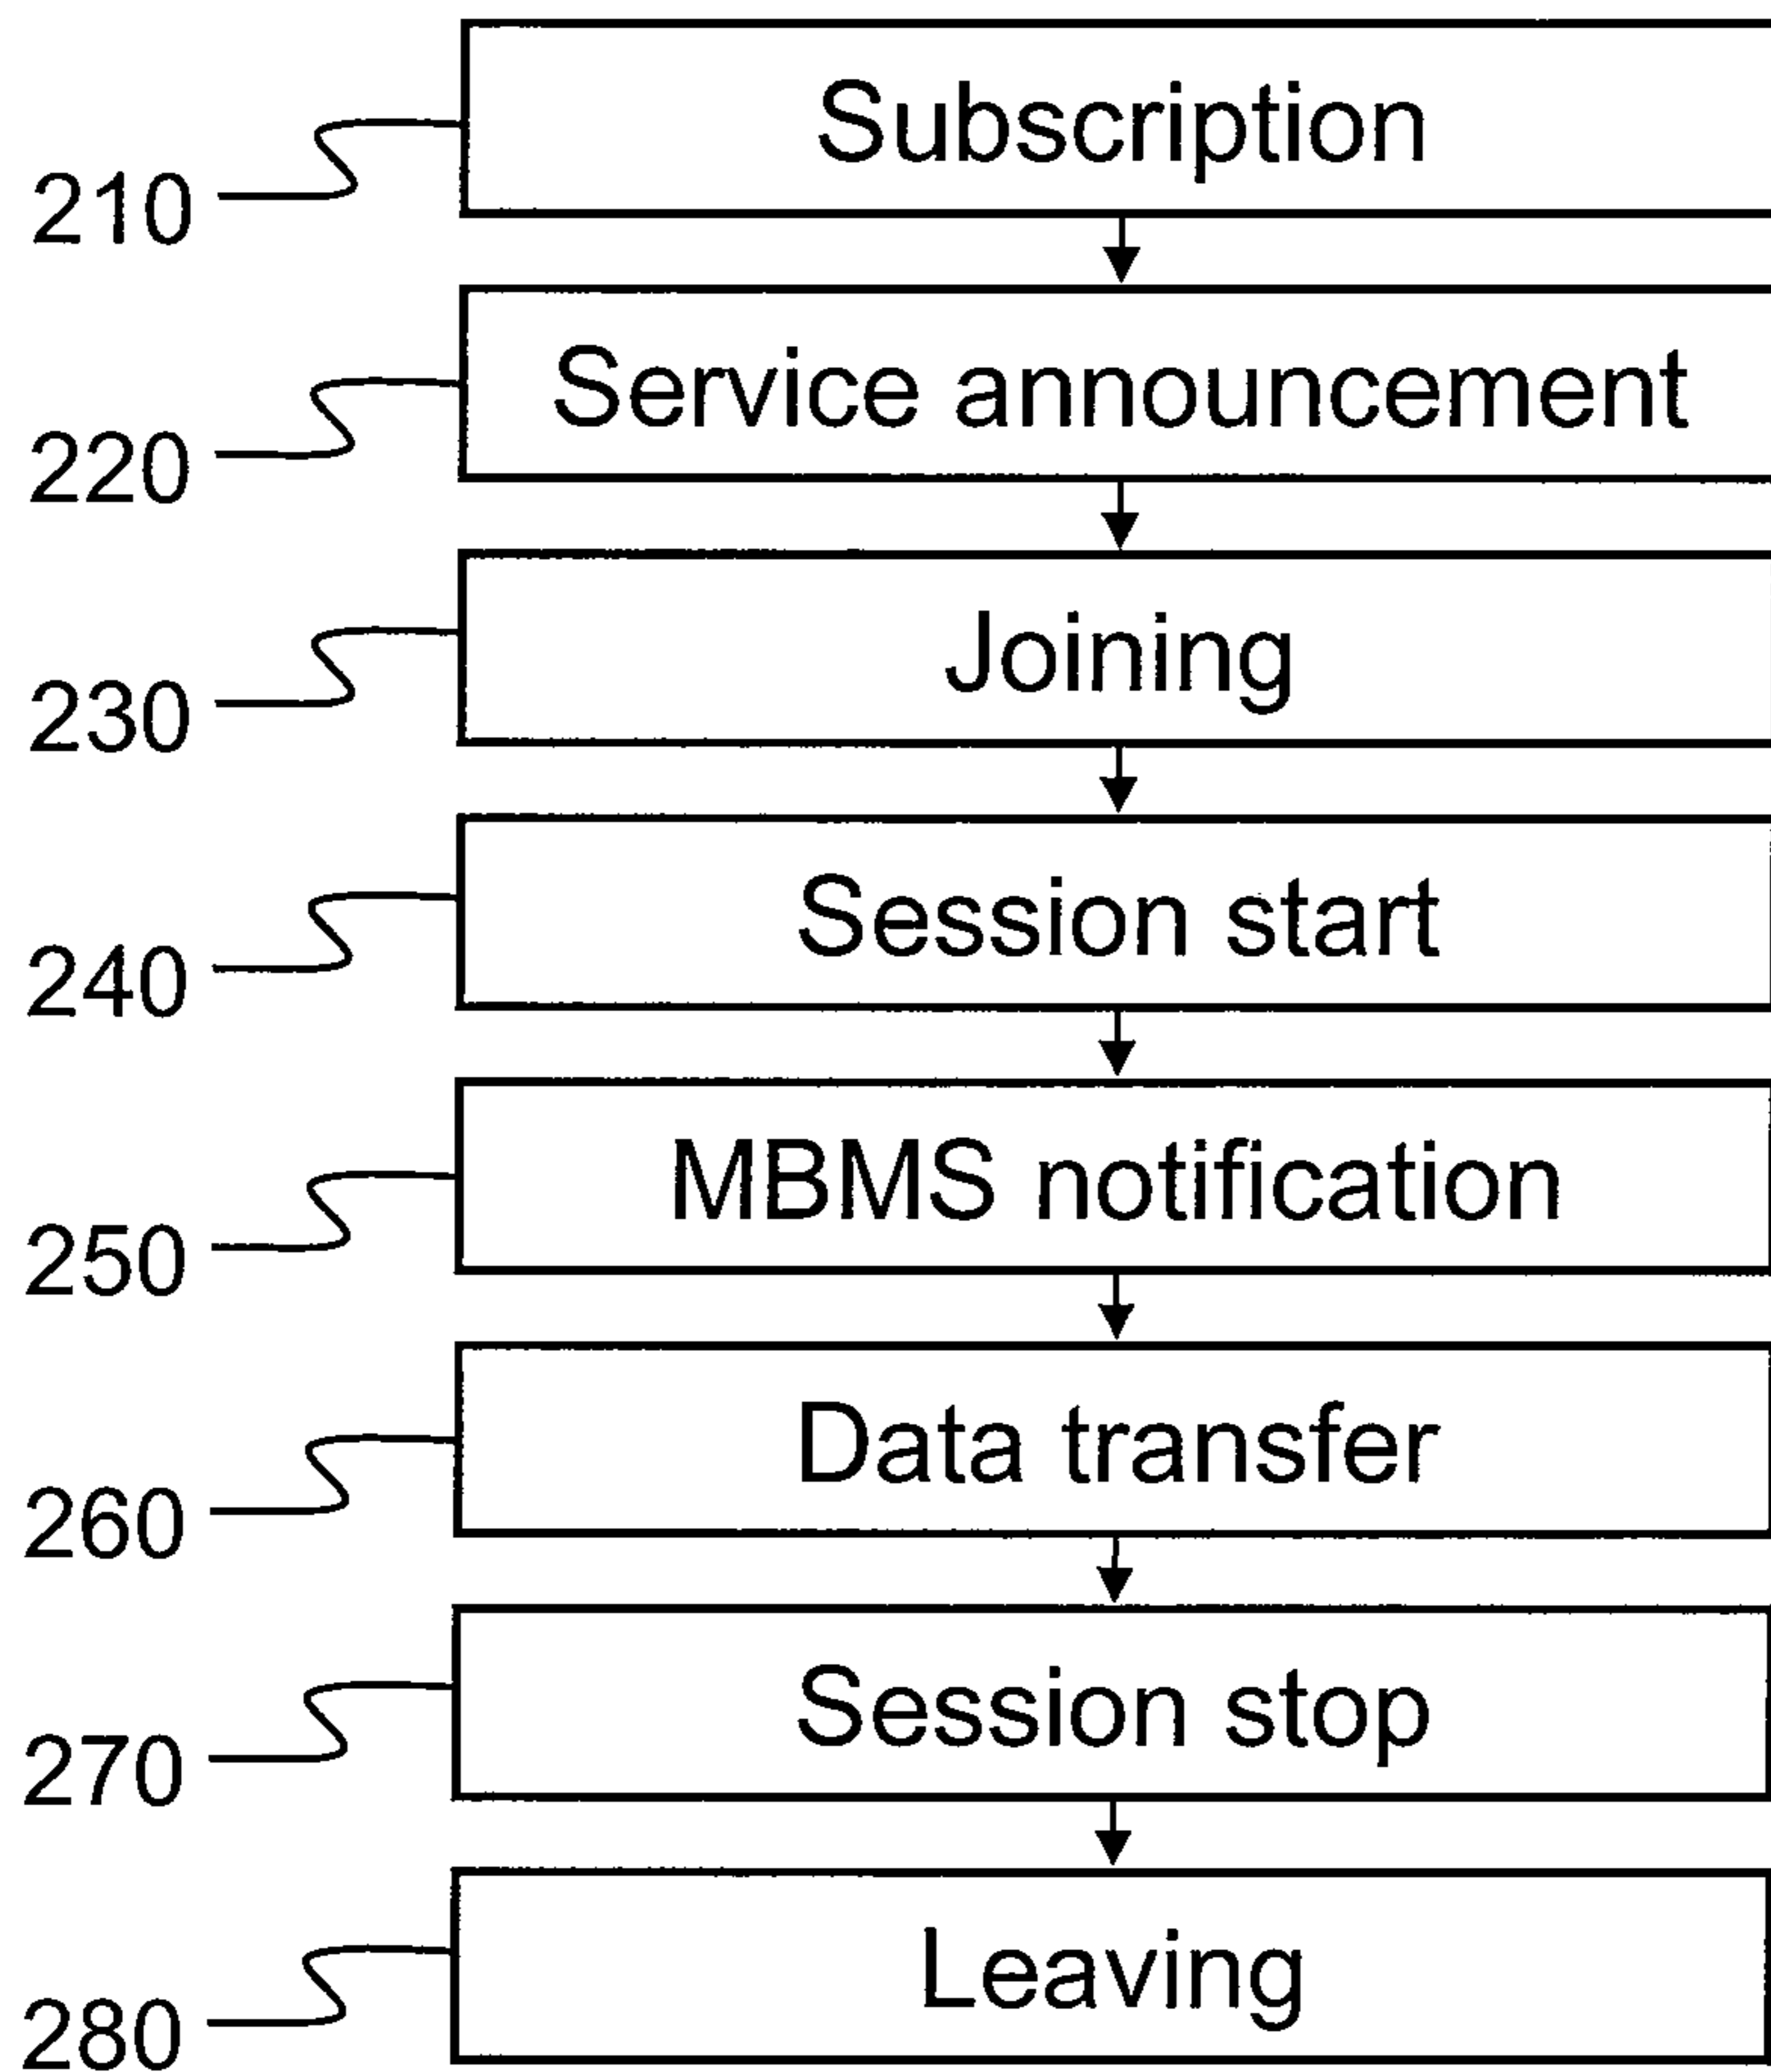 Subscription
210
Service announcement
220
Joining
230
Session start
240
MBMS notification
250
Data transfer
260
Session stop
270
Leaving
280